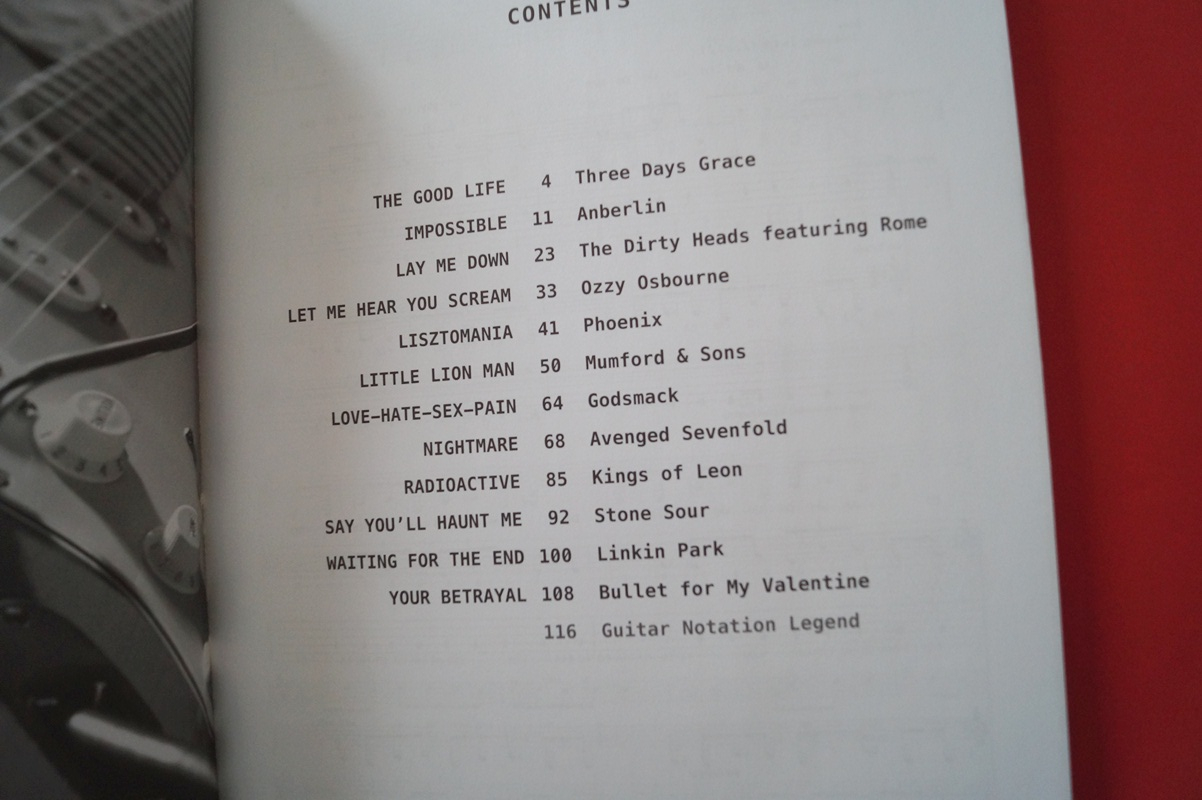 CONTENTS
THE GOOD LIFE 4 Three Days Grace
IMPOSSIBLE 11 Anberlin
LAY ME DOWN 23 The Dirty Heads featuring Rome
LET ME HEAR YOU SCREAM 33 Ozzy Osbourne
LISZTOMANIA 41 Phoenix
LITTLE LION MAN 50 Mumford & Sons
LOVE–HATE–SEX–PAIN 64 Godsmack
NIGHTMARE 68 Avenged Sevenfold
RADIOACTIVE 85 Kings of Leon
SAY YOU'LL HAUNT ME 92 Stone Sour
WAITING FOR THE END 100 Linkin Park
YOUR BETRAYAL 108 Bullet for My Valentine
116 Guitar Notation Legend